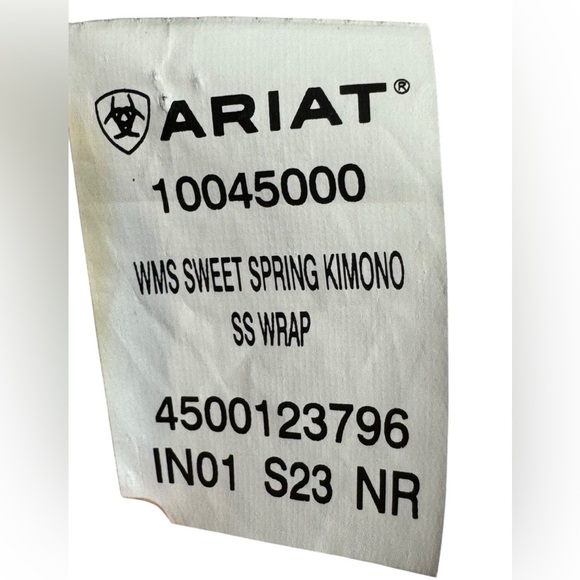 ARIAT®
10045000
WMS SWEET SPRING KIMONO
SS WRAP
4500123796
IN01 S23 NR